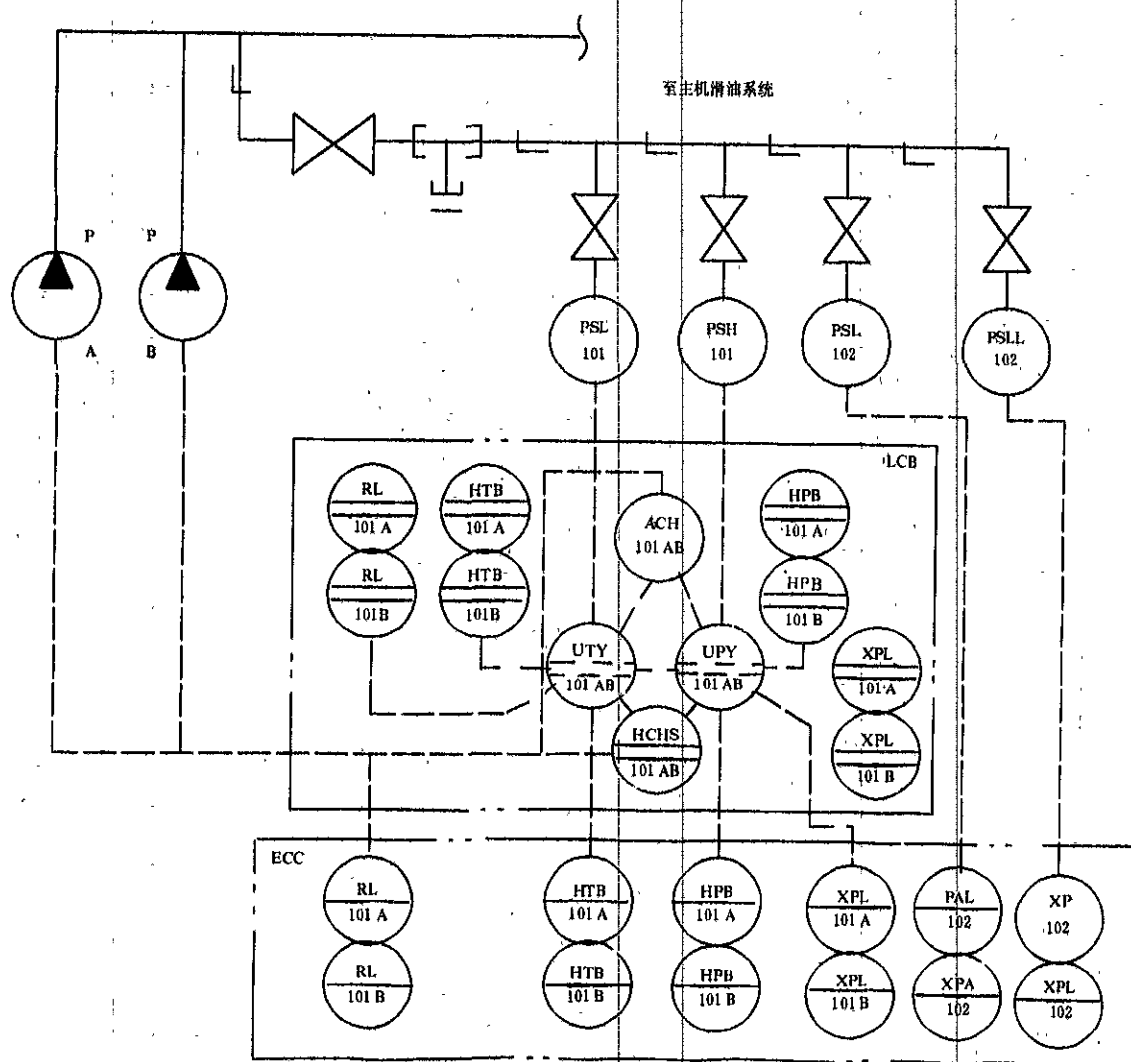 至主机滑油系统
P
P
A
B
PSL
101
PSH
101
PSL
102
PSLL
102
LCB
RL
101 A
RL
101B
HTB
101 A
HTB
101B
ACH
101 AB
HPB
101 A
HPB
101 B
UTY
101 AB
UPY
101 AB
XPL
101 A
XPL
101 B
HCHS
101 AB
ECC
RL
101 A
RL
101 B
HTB
101 A
HTB
101 B
HPB
101 A
HPB
101 B
XPL
101 A
XPL
101 B
PAL
102
XPA
102
XP
102
XPL
102